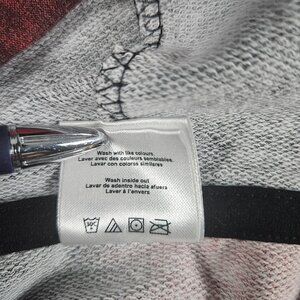 Wash with like colours.
Laver avec des couleurs semblables.
Lavar con colores similares
Wash inside out
Lavar de adentro hacia afuera
Laver à l'envers